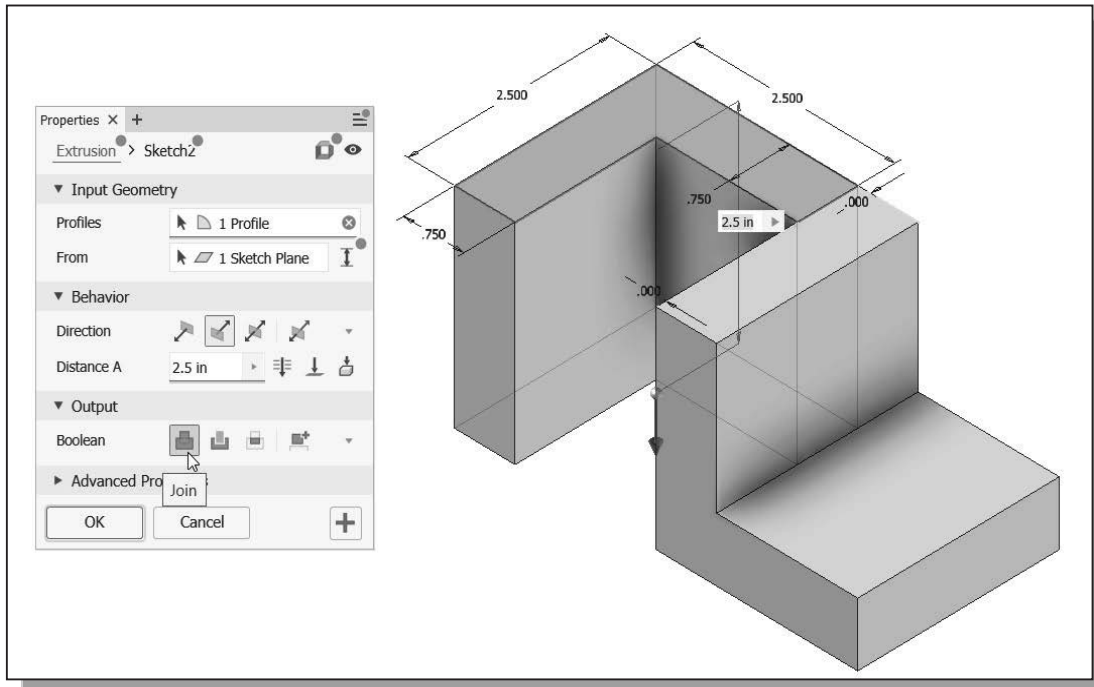 Properties × +
Extrusion > Sketch2
Input Geometry
Profiles
1 Profile
From
1 Sketch Plane
Behavior
Direction
Distance A
2.5 in
Output
Boolean
Join
Advanced Pro s
OK
Cancel
2.500
2.500
.750
.750
.000
2.5 in
.000